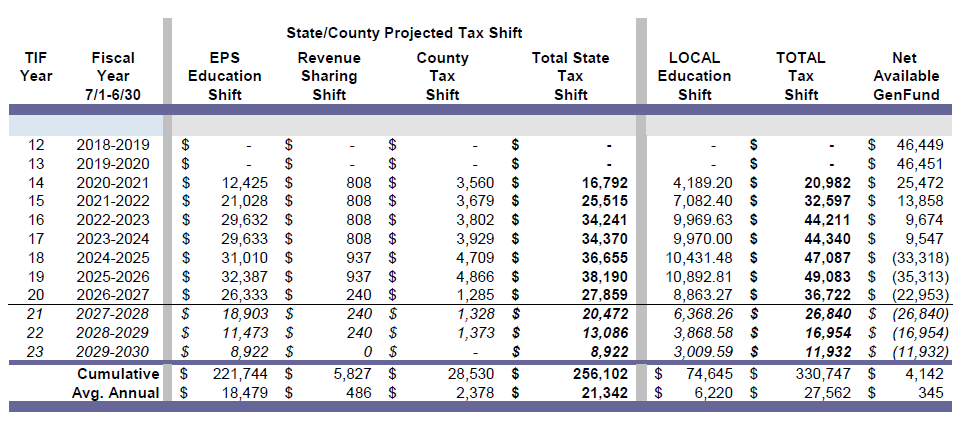 State/County Projected Tax Shift
TIF Fiscal EPS Revenue County Total State LOCAL TOTAL Net
Year Year Education Sharing Tax Tax Education Tax Available
7/1-6/30 Shift Shift Shift Shift Shift Shift GenFund
12 2018-2019 $ - $ - $ - $ - - $ - $ 46,449
13 2019-2020 $ - $ - $ - $ - - $ - $ 46,451
14 2020-2021 $ 12,425 $ 808 $ 3,560 $ 16,792 4,189.20 $ 20,982 $ 25,472
15 2021-2022 $ 21,028 $ 808 $ 3,679 $ 25,515 7,082.40 $ 32,597 $ 13,858
16 2022-2023 $ 29,632 $ 808 $ 3,802 $ 34,241 9,969.63 $ 44,211 $ 9,674
17 2023-2024 $ 29,633 $ 808 $ 3,929 $ 34,370 9,970.00 $ 44,340 $ 9,547
18 2024-2025 $ 31,010 $ 937 $ 4,709 $ 36,655 10,431.48 $ 47,087 $ (33,318)
19 2025-2026 $ 32,387 $ 937 $ 4,866 $ 38,190 10,892.81 $ 49,083 $ (35,313)
20 2026-2027 $ 26,333 $ 240 $ 1,285 $ 27,859 8,863.27 $ 36,722 $ (22,953)
21 2027-2028 $ 18,903 $ 240 $ 1,328 $ 20,472 6,368.26 $ 26,840 $ (26,840)
22 2028-2029 $ 11,473 $ 240 $ 1,373 $ 13,086 3,868.58 $ 16,954 $ (16,954)
23 2029-2030 $ 8,922 $ 0 $ - $ 8,922 3,009.59 $ 11,932 $ (11,932)
Cumulative $ 221,744 $ 5,827 $ 28,530 $ 256,102 $ 74,645 $ 330,747 $ 4,142
Avg. Annual $ 18,479 $ 486 $ 2,378 $ 21,342 $ 6,220 $ 27,562 $ 345